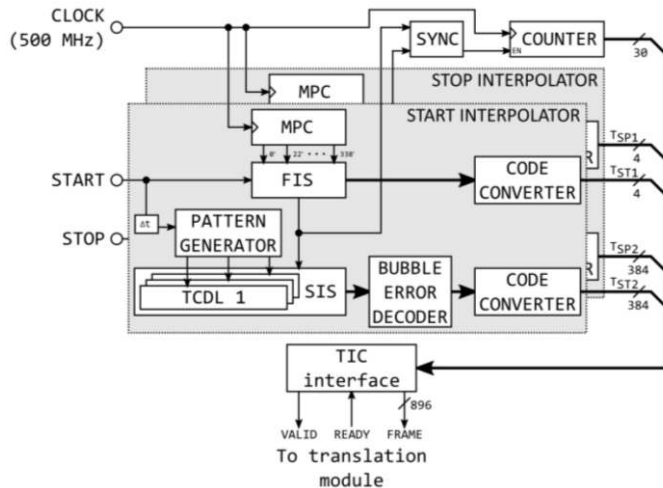 CLOCK
(500 MHz)
SYNC
COUNTER
EN
30
STOP INTERPOLATOR
MPC
START INTERPOLATOR
MPC
0' 22' · · · · 338'
START
FIS
CODE
CONVERTER
R
TSP1
4
TST1
4
Δt
PATTERN
GENERATOR
STOP
SIS
TCDL 1
BUBBLE
ERROR
DECODER
CODE
CONVERTER
R
TSP2
384
TST2
384
TIC
interface
896
VALID READY FRAME
To translation
module